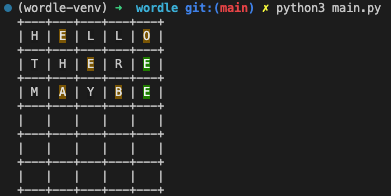 (wordle-venv) ➜ wordle git:(main) ✗ python3 main.py
+---+---+---+---+---+
| H | E | L | L | O |
+---+---+---+---+---+
| T | H | E | R | E |
+---+---+---+---+---+
| M | A | Y | B | E |
+---+---+---+---+---+
|   |   |   |   |   |
+---+---+---+---+---+
|   |   |   |   |   |
+---+---+---+---+---+
|   |   |   |   |   |
+---+---+---+---+---+